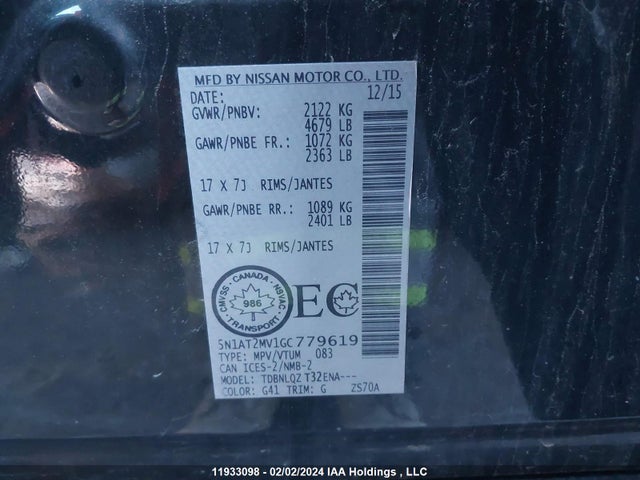 MFD BY NISSAN MOTOR CO., LTD.
DATE: 12/15
GVWR/PNBV: 2122 KG
4679 LB
GAWR/PNBE FR.: 1072 KG
2363 LB
17 X 7J RIMS/JANTES
GAWR/PNBE RR.: 1089 KG
2401 LB
17 X 7J RIMS/JANTES
CMVSS · CANADA · NSVAC
986
TRANSPORT
EC
5N1AT2MV1GC779619
TYPE: MPV/VTUM 083
CAN ICES-2/NMB-2
MODEL: TDBNLQZ T32ENA---
COLOR: G41 TRIM: G ZS70A
11933098 - 02/02/2024 IAA Holdings , LLC